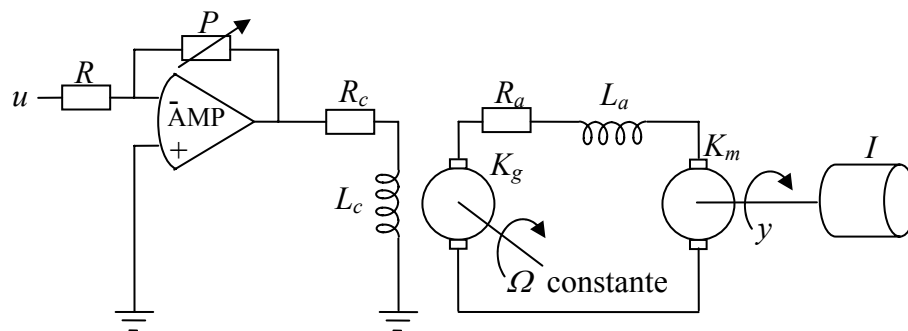 P
R
u
-
AMP
+
R_c
L_c
R_a
L_a
K_g
K_m
I
y
Ω constante